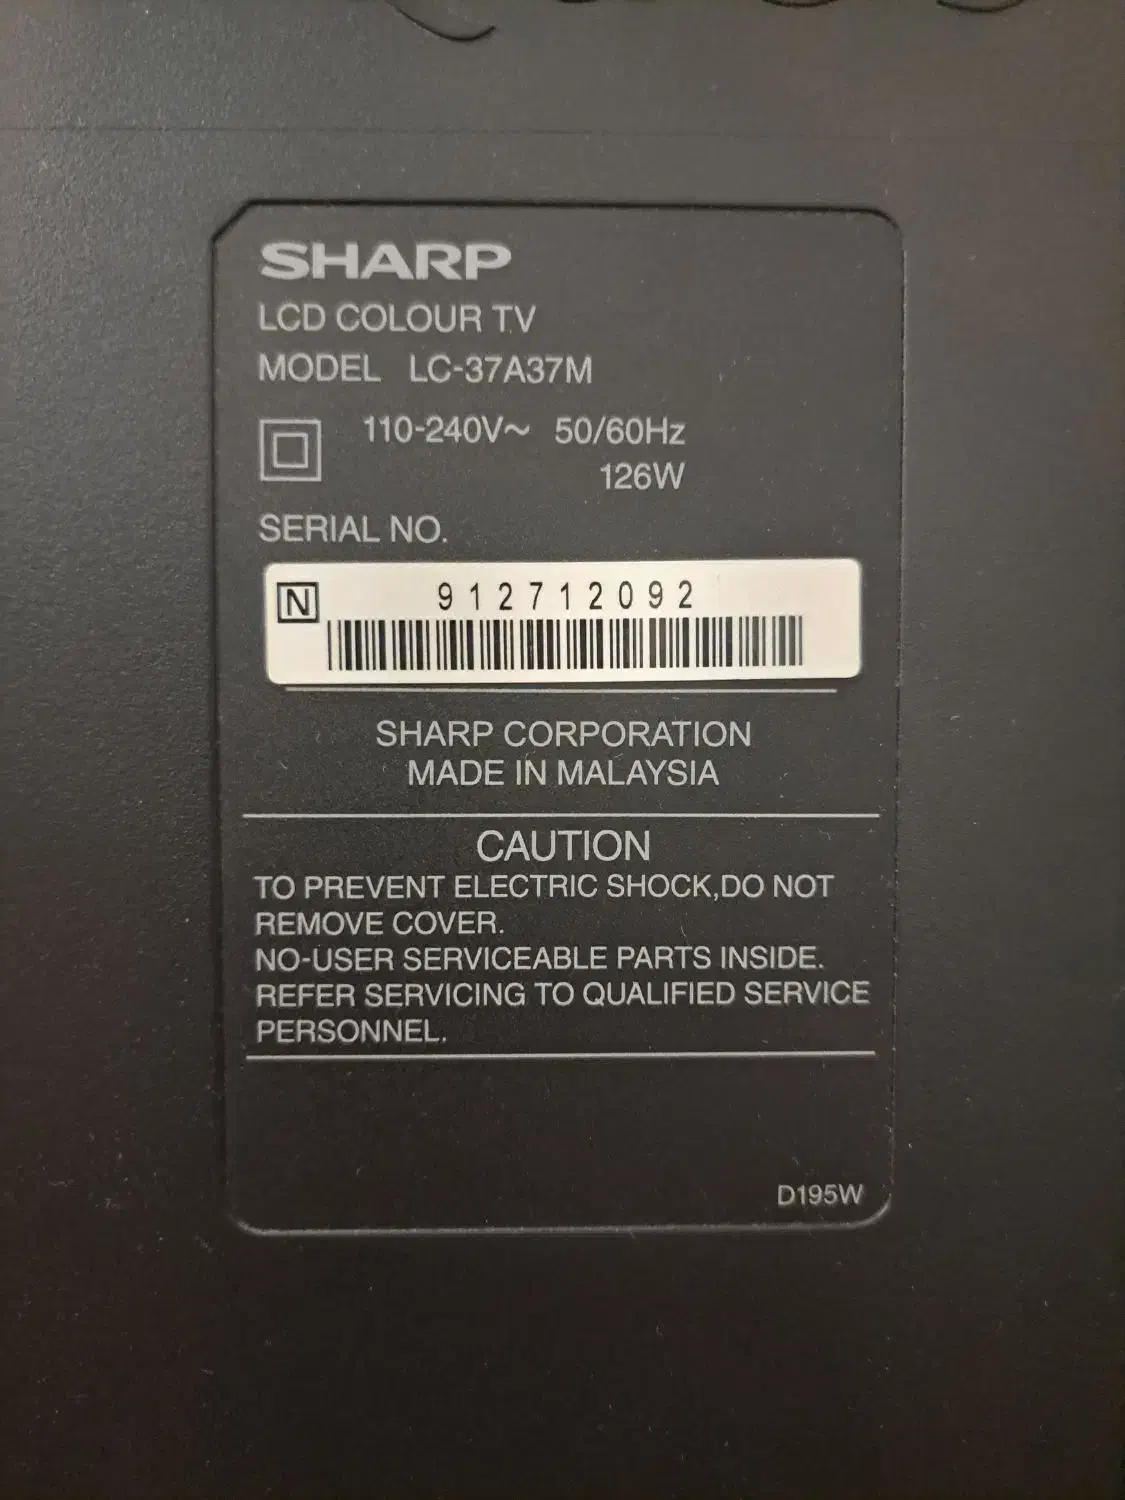 SHARP
LCD COLOUR TV
MODEL LC-37A37M
110-240V~ 50/60Hz
126W
SERIAL NO.
N 912712092
SHARP CORPORATION
MADE IN MALAYSIA
CAUTION
TO PREVENT ELECTRIC SHOCK,DO NOT
REMOVE COVER.
NO-USER SERVICEABLE PARTS INSIDE.
REFER SERVICING TO QUALIFIED SERVICE
PERSONNEL.
D195W